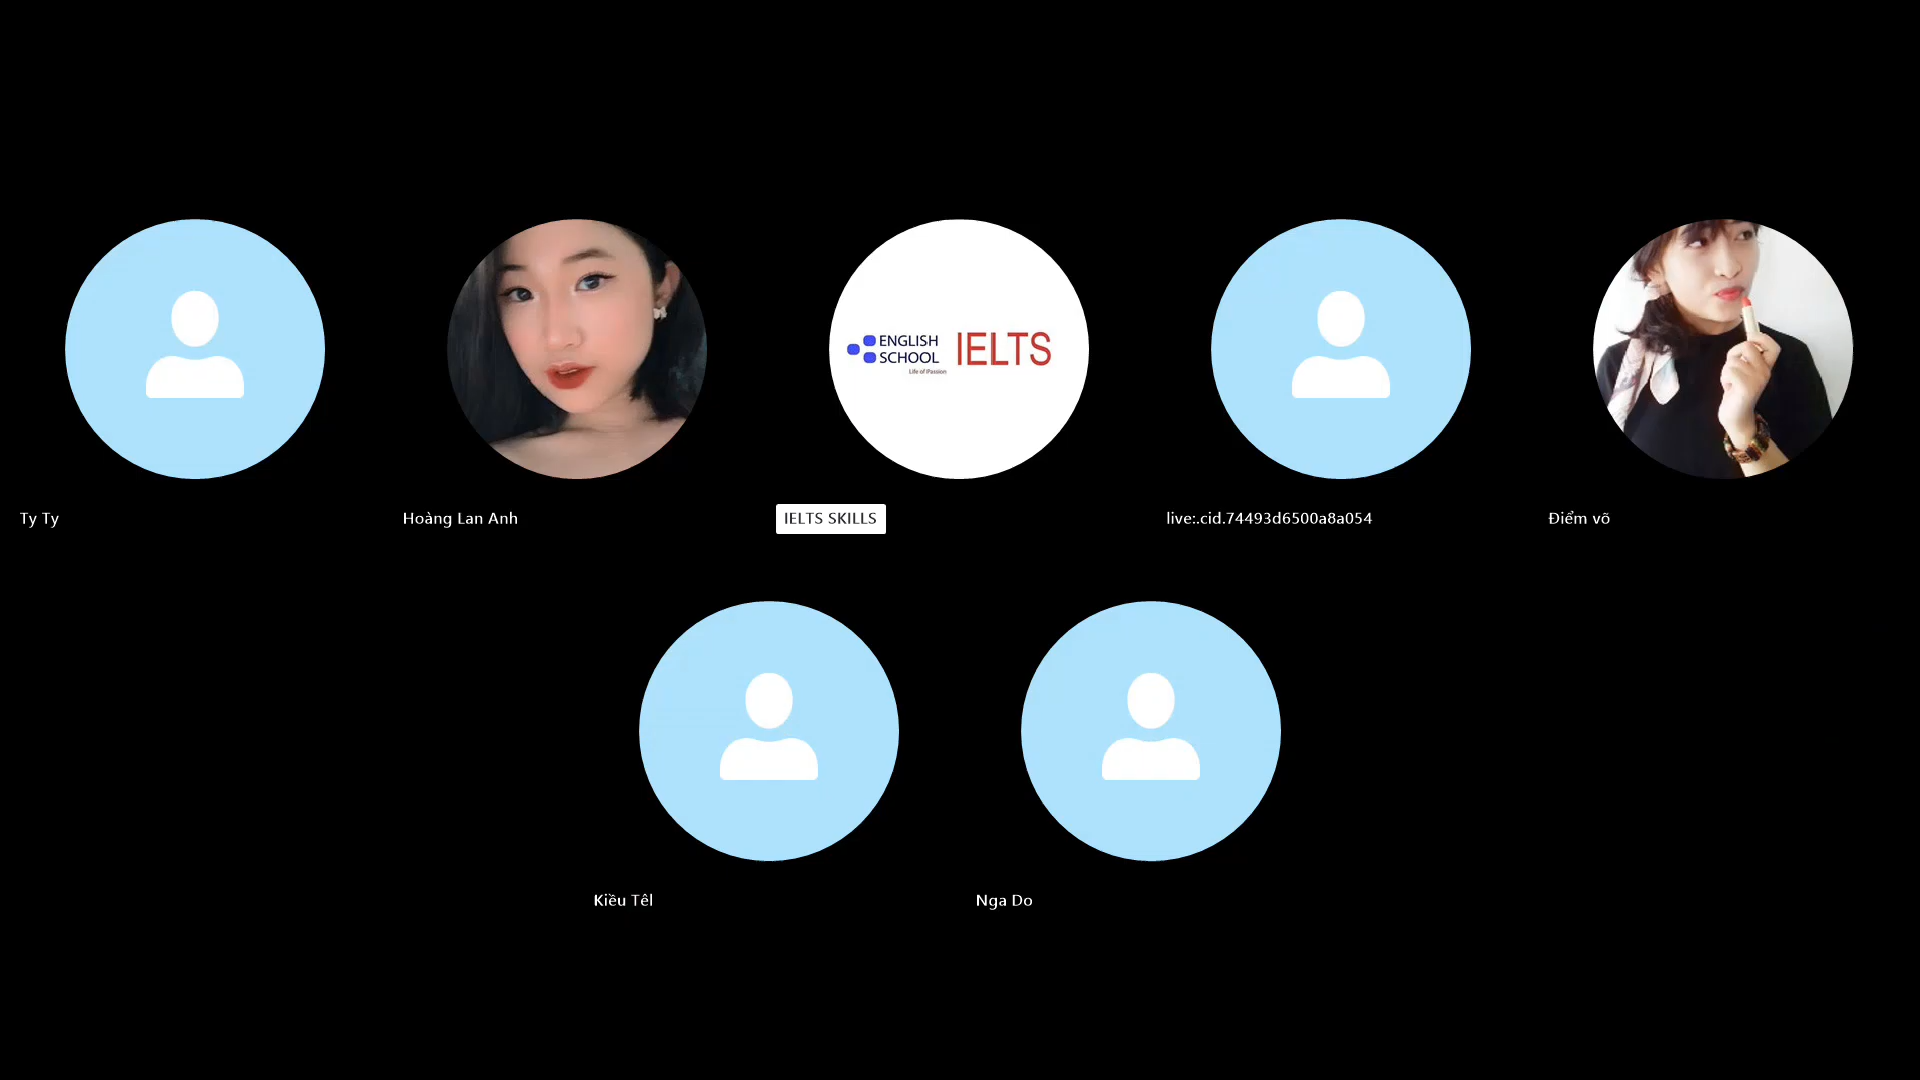 ENGLISH
SCHOOL
Life of Passion
IELTS
Ty Ty
Hoàng Lan Anh
IELTS SKILLS
live:.cid.74493d6500a8a054
Điểm võ
Kiều Têl
Nga Do